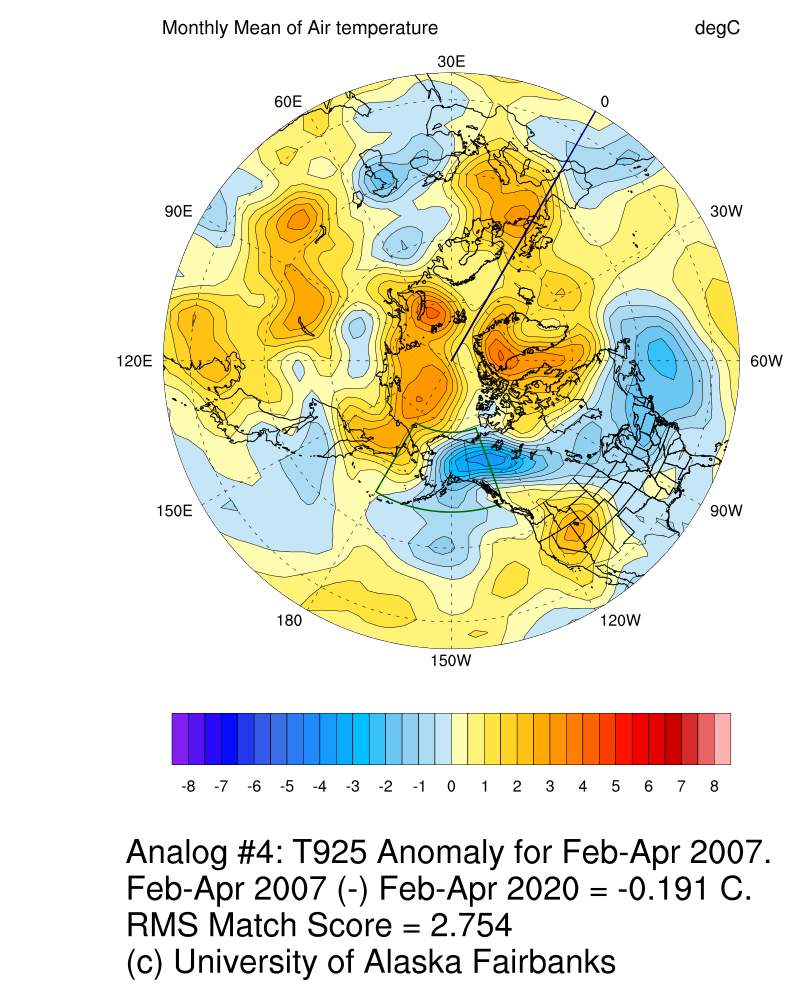 Monthly Mean of Air temperature degC
30E
60E 0
90E 30W
120E 60W
150E 90W
180 120W
150W
-8 -7 -6 -5 -4 -3 -2 -1 0 1 2 3 4 5 6 7 8
Analog #4: T925 Anomaly for Feb-Apr 2007.
Feb-Apr 2007 (-) Feb-Apr 2020 = -0.191 C.
RMS Match Score = 2.754
(c) University of Alaska Fairbanks